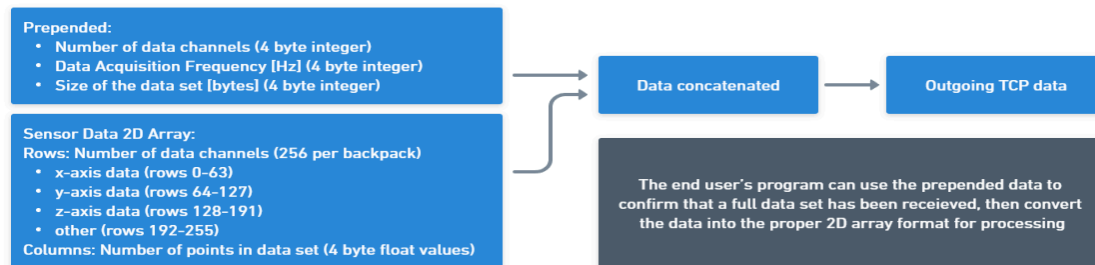 Prepended:
• Number of data channels (4 byte integer)
• Data Acquisition Frequency [Hz] (4 byte integer)
• Size of the data set [bytes] (4 byte integer)
Sensor Data 2D Array:
Rows: Number of data channels (256 per backpack)
• x-axis data (rows 0-63)
• y-axis data (rows 64-127)
• z-axis data (rows 128-191)
• other (rows 192-255)
Columns: Number of points in data set (4 byte float values)
Data concatenated
Outgoing TCP data
The end user's program can use the prepended data to
confirm that a full data set has been receieved, then convert
the data into the proper 2D array format for processing